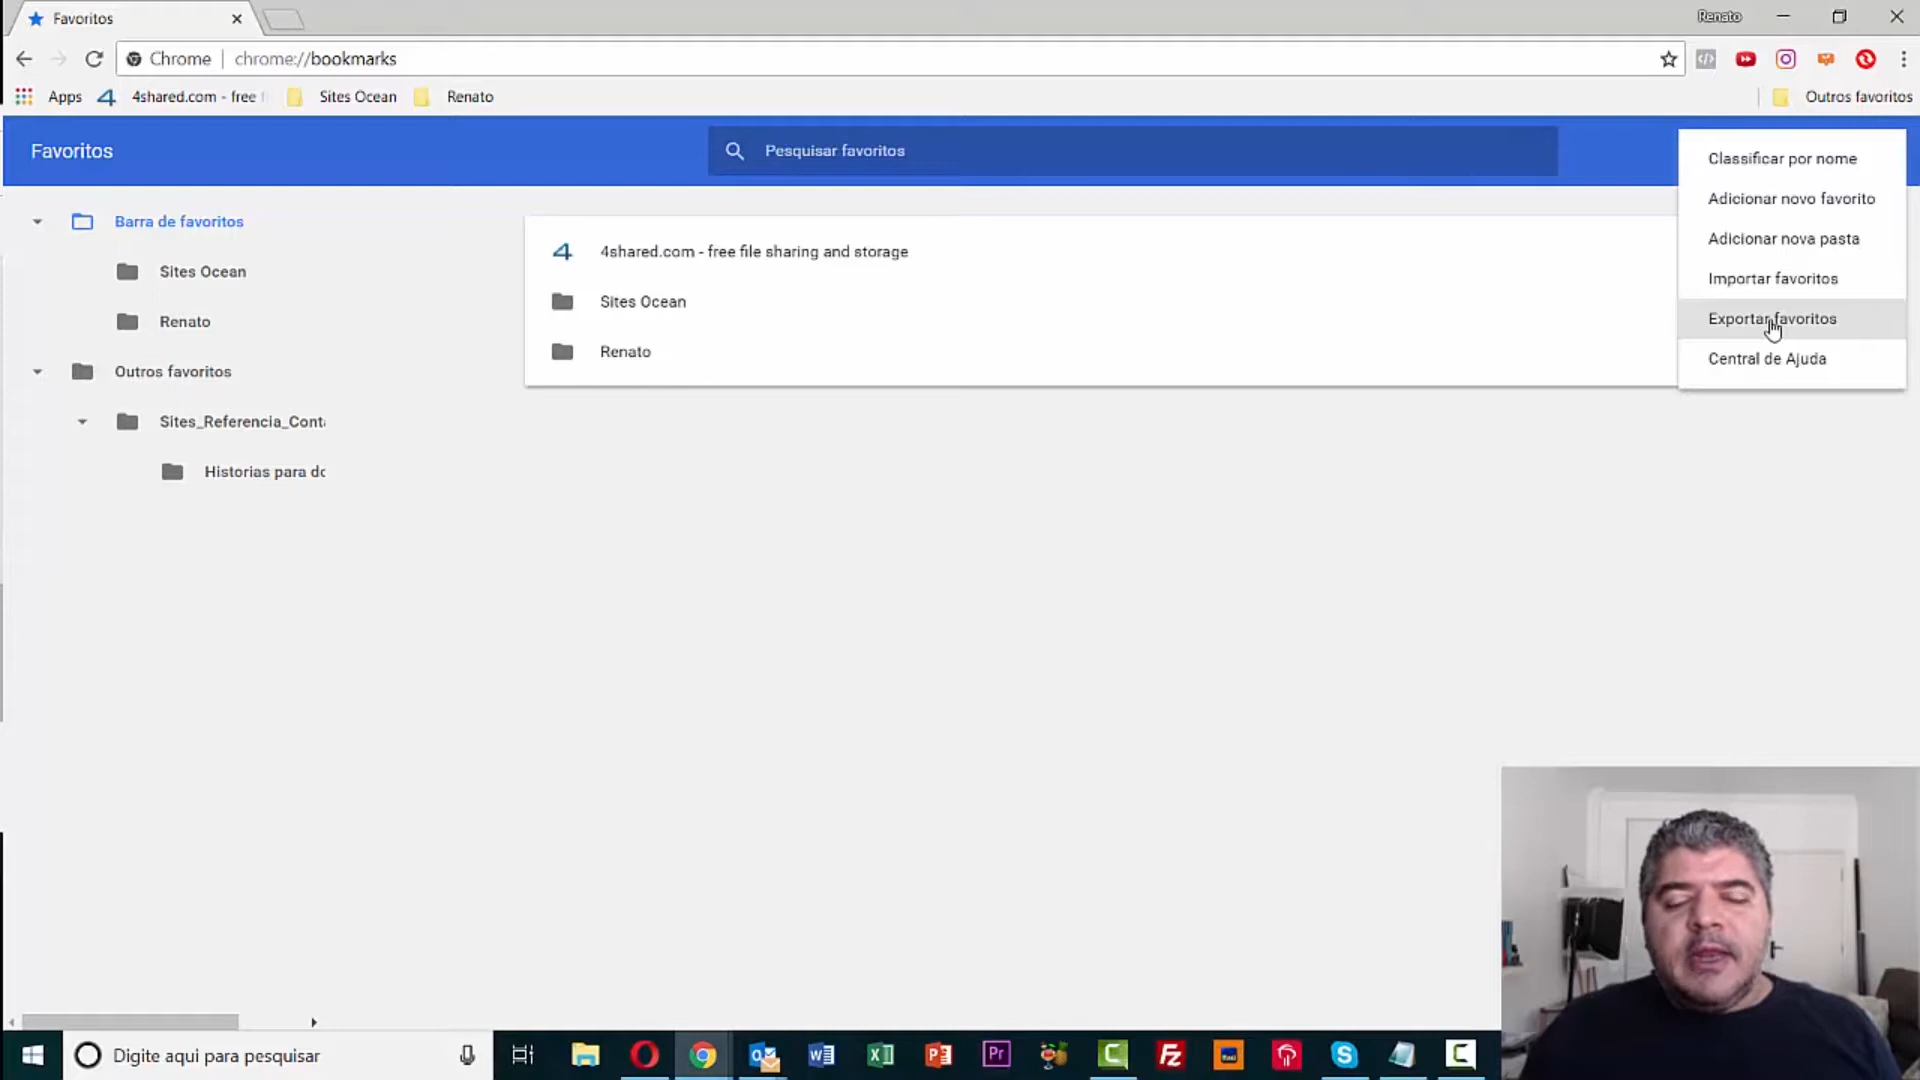 Favoritos
Renato
Chrome
chrome://bookmarks
Apps
4shared.com - free f
Sites Ocean
Renato
Outros favoritos
Favoritos
Pesquisar favoritos
Classificar por nome
Adicionar novo favorito
Adicionar nova pasta
Importar favoritos
Exportar favoritos
Central de Ajuda
Barra de favoritos
Sites Ocean
Renato
Outros favoritos
Sites_Referencia_Cont
Historias para do
4shared.com - free file sharing and storage
Sites Ocean
Renato
Digite aqui para pesquisar